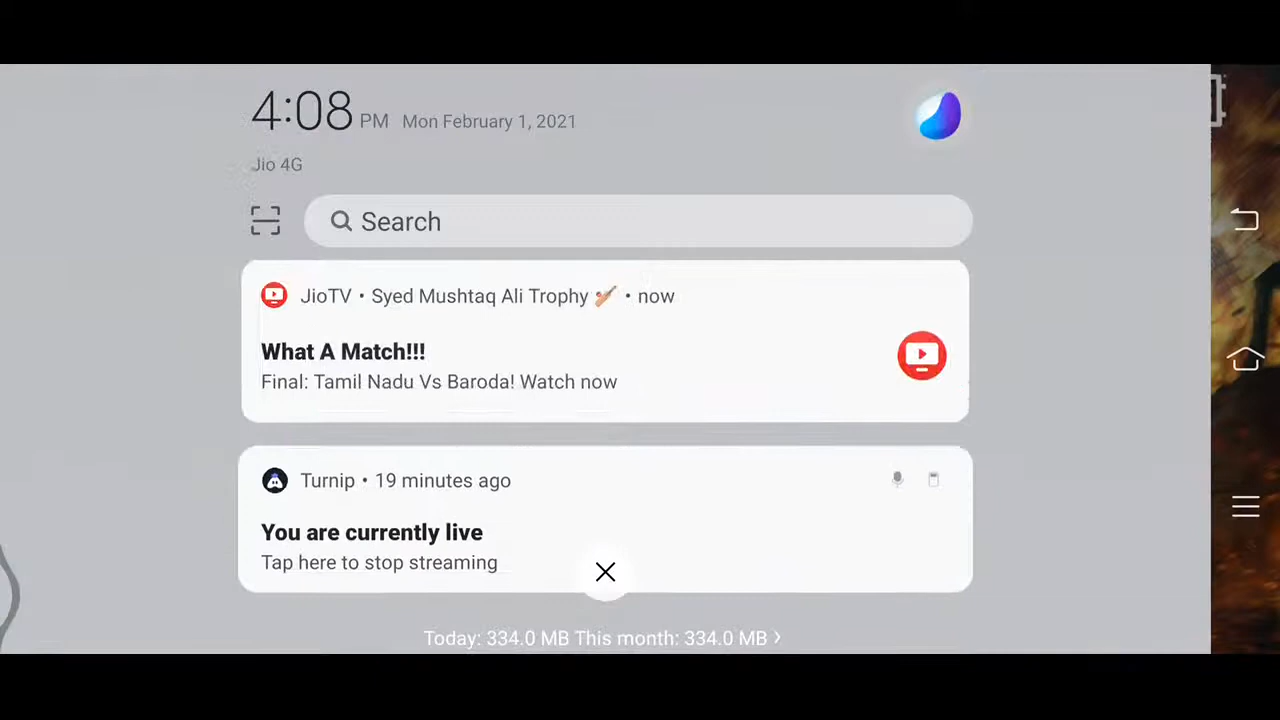 4:08 PM Mon February 1, 2021
Jio 4G
Search
JioTV • Syed Mushtaq Ali Trophy 🏏 • now
What A Match!!!
Final: Tamil Nadu Vs Baroda! Watch now
Turnip • 19 minutes ago
You are currently live
Tap here to stop streaming
Today: 334.0 MB This month: 334.0 MB ›